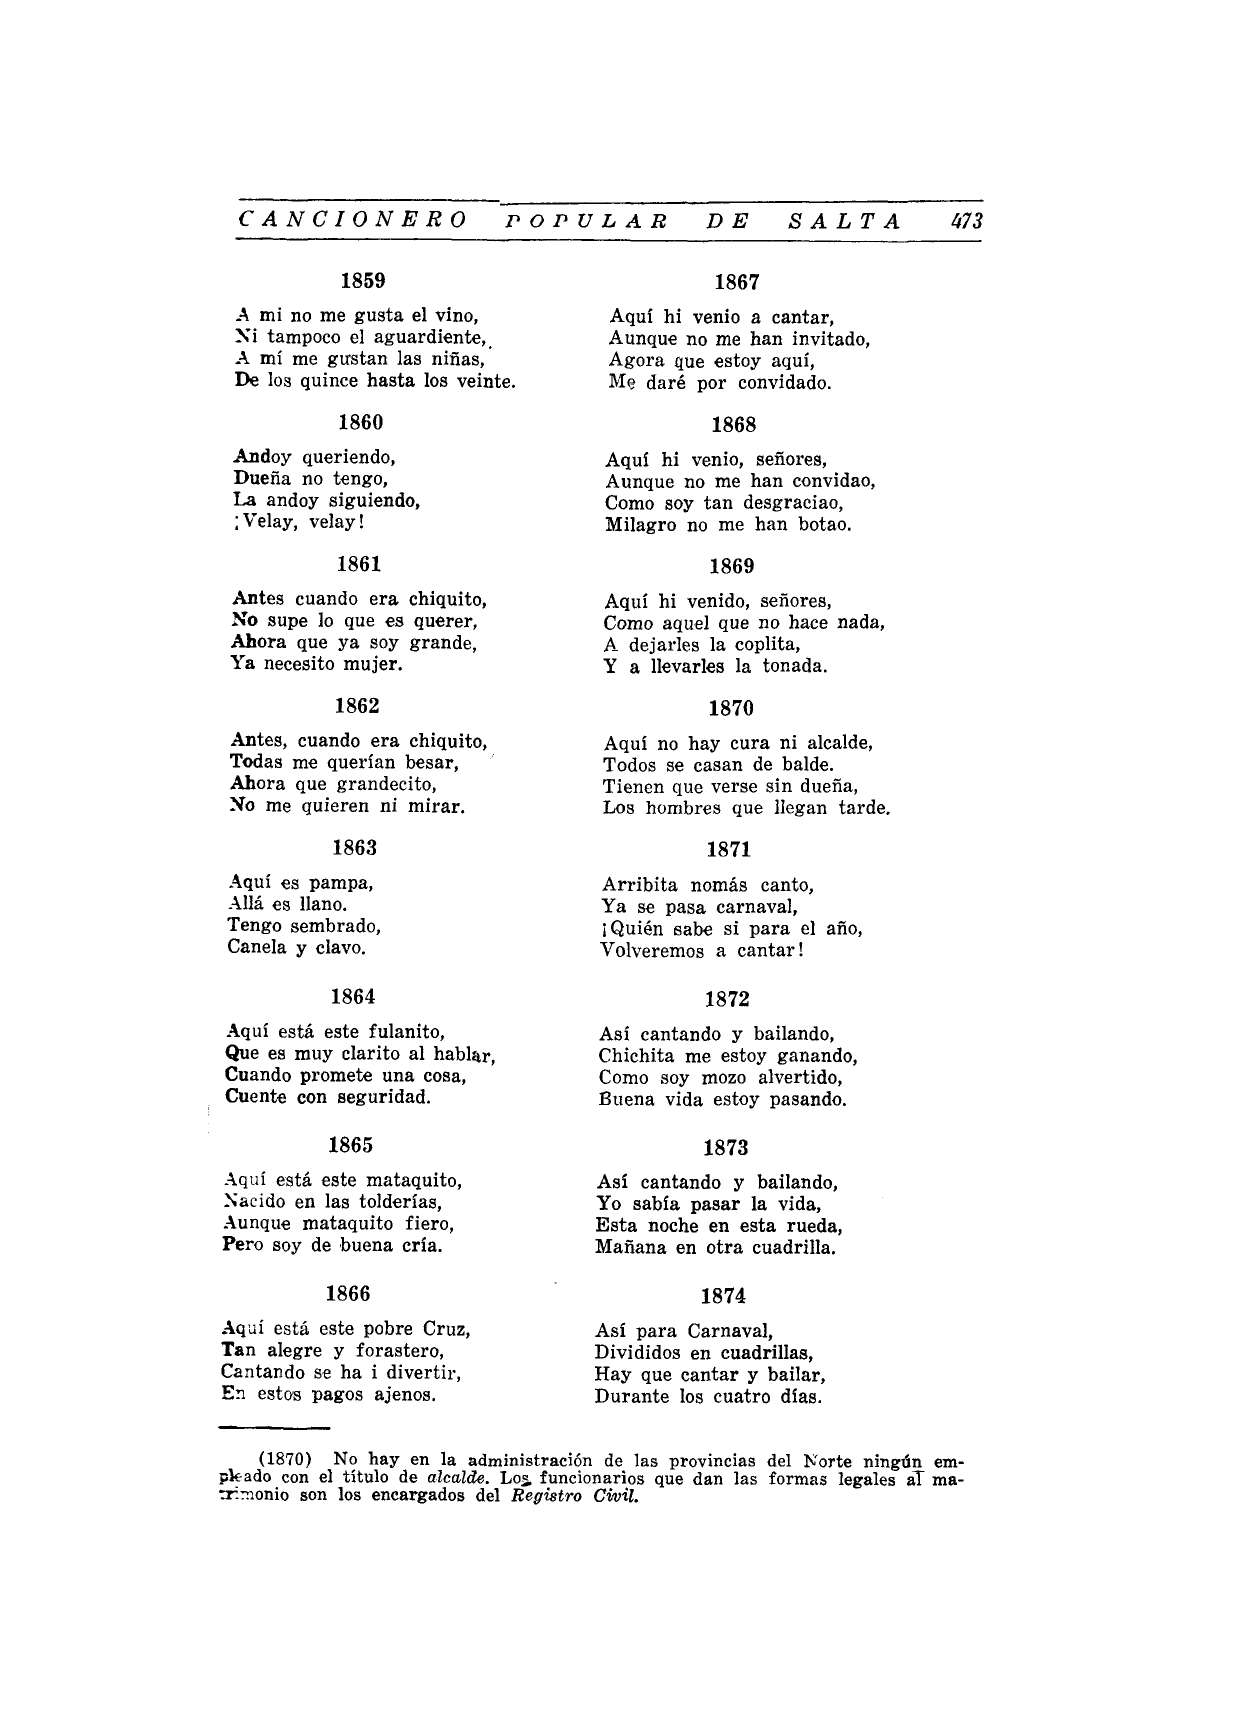 CANCIONERO POPULAR DE SALTA 473
1859
A mi no me gusta el vino,
Ni tampoco el aguardiente,
A mí me gustan las niñas,
De los quince hasta los veinte.
1860
Andoy queriendo,
Dueña no tengo,
La andoy siguiendo,
¡Velay, velay!
1861
Antes cuando era chiquito,
No supe lo que es querer,
Ahora que ya soy grande,
Ya necesito mujer.
1862
Antes, cuando era chiquito,
Todas me querían besar,
Ahora que grandecito,
No me quieren ni mirar.
1863
Aquí es pampa,
Allá es llano.
Tengo sembrado,
Canela y clavo.
1864
Aquí está este fulanito,
Que es muy clarito al hablar,
Cuando promete una cosa,
Cuente con seguridad.
1865
Aquí está este mataquito,
Nacido en las tolderías,
Aunque mataquito fiero,
Pero soy de buena cría.
1866
Aquí está este pobre Cruz,
Tan alegre y forastero,
Cantando se ha i divertir,
En estos pagos ajenos.
1867
Aquí hi venio a cantar,
Aunque no me han invitado,
Agora que estoy aquí,
Me daré por convidado.
1868
Aquí hi venio, señores,
Aunque no me han convidao,
Como soy tan desgraciao,
Milagro no me han botao.
1869
Aquí hi venido, señores,
Como aquel que no hace nada,
A dejarles la coplita,
Y a llevarles la tonada.
1870
Aquí no hay cura ni alcalde,
Todos se casan de balde.
Tienen que verse sin dueña,
Los hombres que llegan tarde.
1871
Arribita nomás canto,
Ya se pasa carnaval,
¡Quién sabe si para el año,
Volveremos a cantar!
1872
Así cantando y bailando,
Chichita me estoy ganando,
Como soy mozo alvertido,
Buena vida estoy pasando.
1873
Así cantando y bailando,
Yo sabía pasar la vida,
Esta noche en esta rueda,
Mañana en otra cuadrilla.
1874
Así para Carnaval,
Divididos en cuadrillas,
Hay que cantar y bailar,
Durante los cuatro días.
(1870) No hay en la administración de las provincias del Norte ningún em-
pleado con el título de alcalde. Los funcionarios que dan las formas legales al ma-
trimonio son los encargados del Registro Civil.